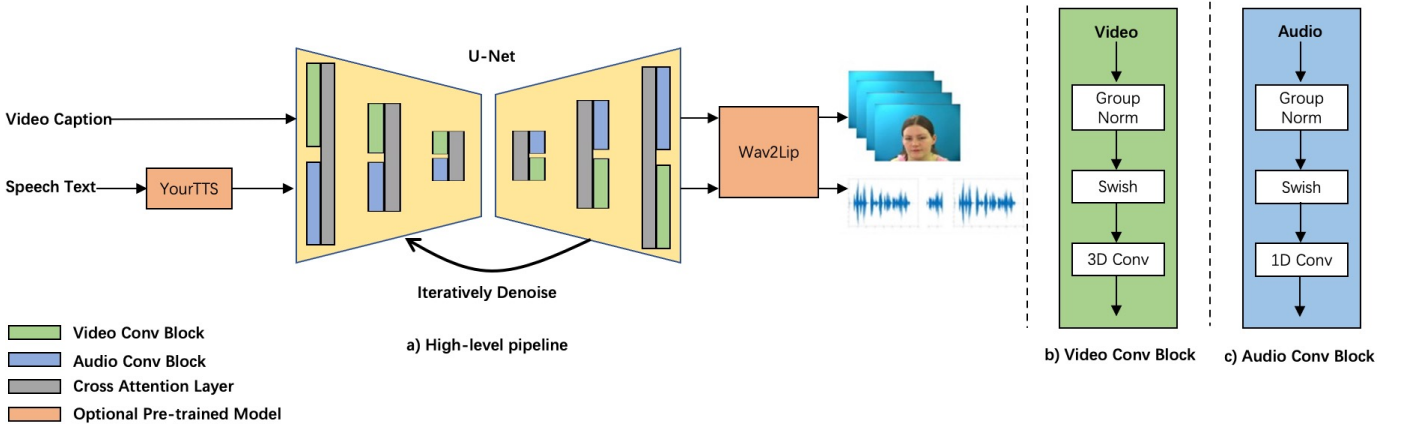 U-Net
Video Caption
Speech Text
YourTTS
Wav2Lip
Iteratively Denoise
a) High-level pipeline
Video Conv Block
Audio Conv Block
Cross Attention Layer
Optional Pre-trained Model
Video
Group
Norm
Swish
3D Conv
b) Video Conv Block
Audio
Group
Norm
Swish
1D Conv
c) Audio Conv Block